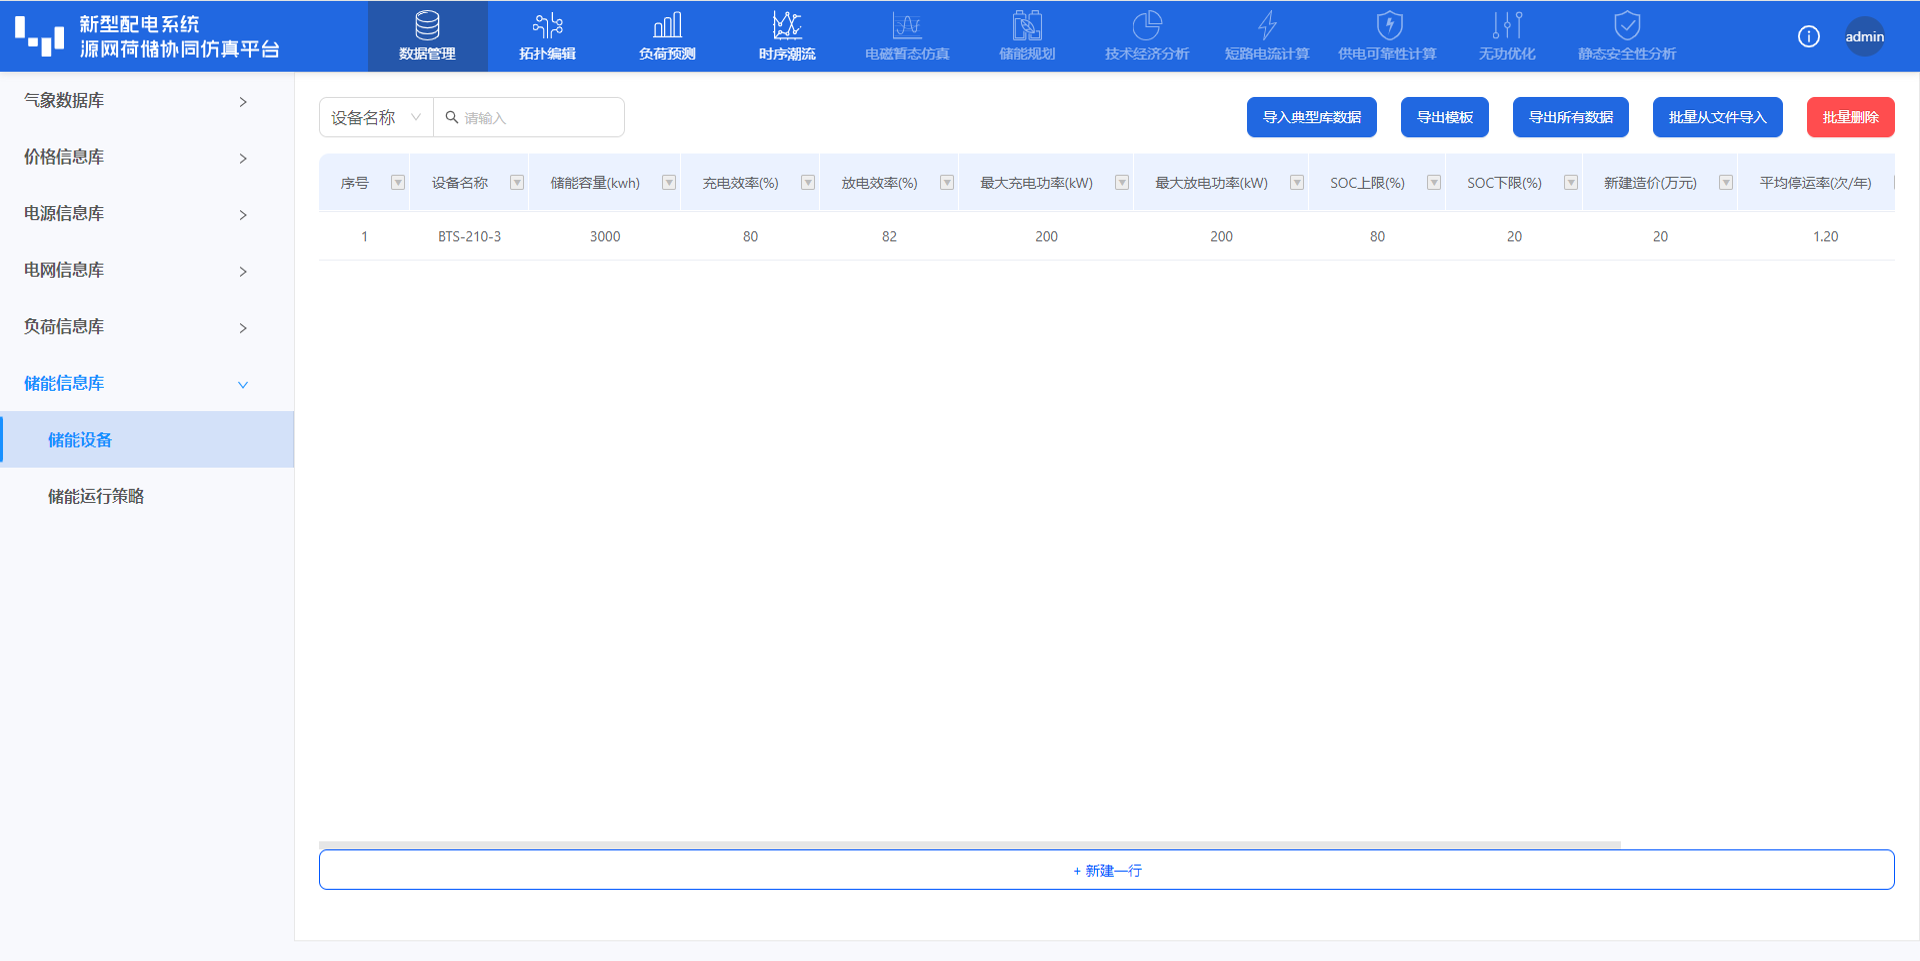 新型配电系统
源网荷储协同仿真平台
数据管理 拓扑编辑 负荷预测 时序潮流 电磁暂态仿真 储能规划 技术经济分析 短路电流计算 供电可靠性计算 无功优化 静态安全性分析
admin
气象数据库
价格信息库
电源信息库
电网信息库
负荷信息库
储能信息库
储能设备
储能运行策略
设备名称 请输入
导入典型库数据 导出模板 导出所有数据 批量从文件导入 批量删除
序号 设备名称 储能容量(kwh) 充电效率(%) 放电效率(%) 最大充电功率(kW) 最大放电功率(kW) SOC上限(%) SOC下限(%) 新建造价(万元) 平均停运率(次/年)
1 BTS-210-3 3000 80 82 200 200 80 20 20 1.20
+ 新建一行